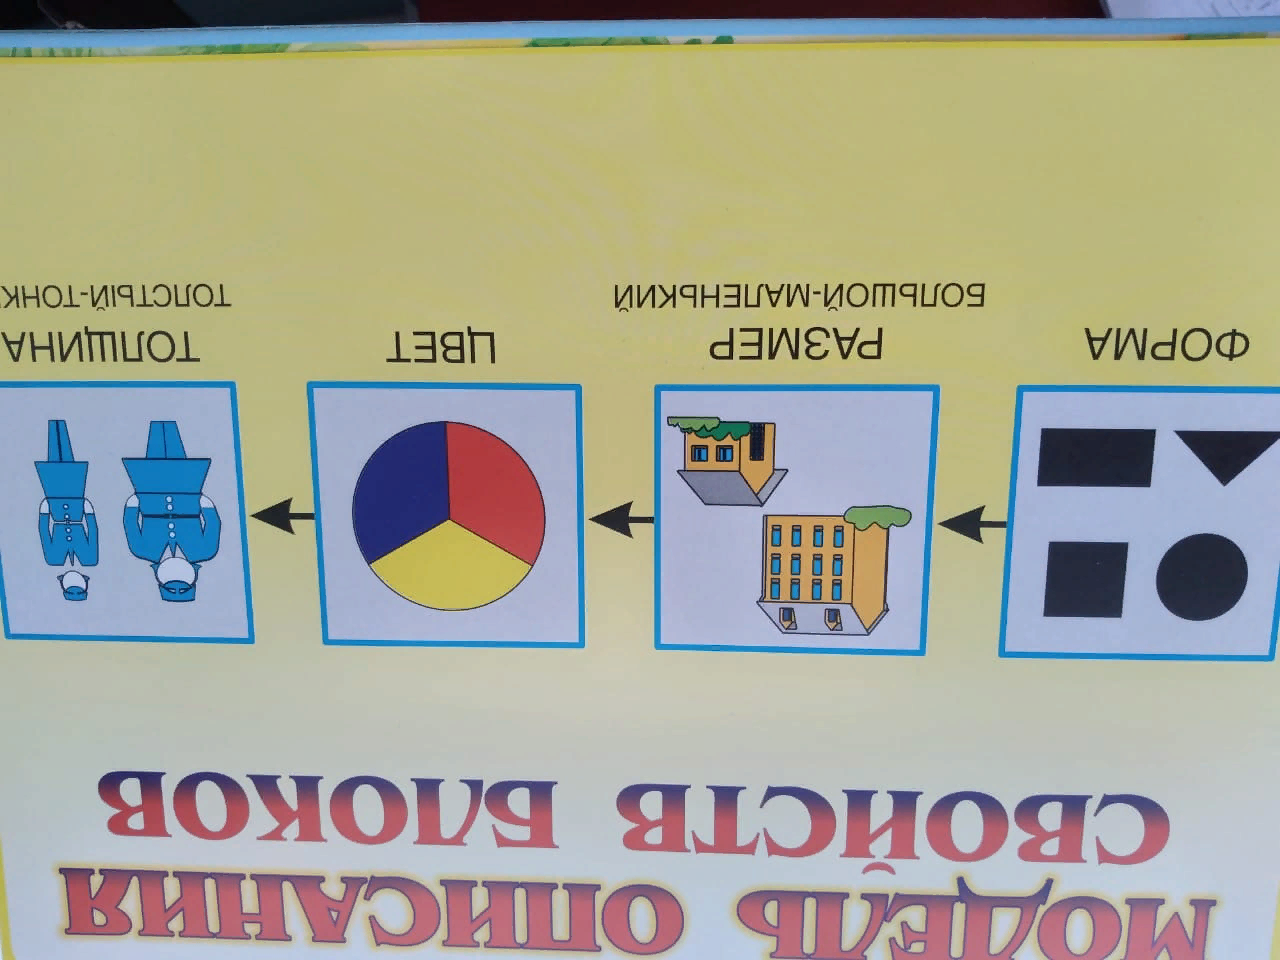 МОДЕЛЬ ОПИСАНИЯ
СВОЙСТВ БЛОКОВ
ФОРМА
РАЗМЕР
БОЛЬШОЙ-МАЛЕНЬКИЙ
ЦВЕТ
ТОЛЩИНА
ТОЛСТЫЙ-ТОНК